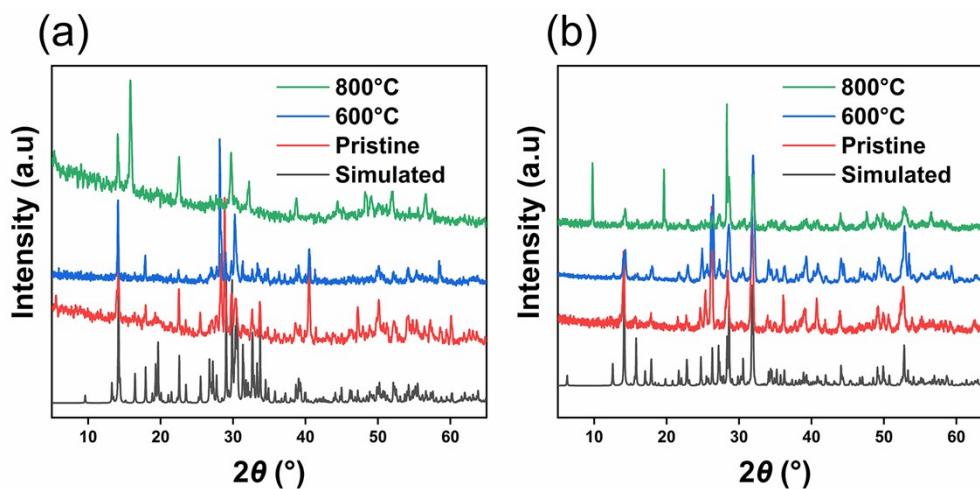 (a)
Intensity (a.u)
800°C
600°C
Pristine
Simulated
10 20 30 40 50 60
2θ (°)
(b)
Intensity (a.u)
800°C
600°C
Pristine
Simulated
10 20 30 40 50 60
2θ (°)